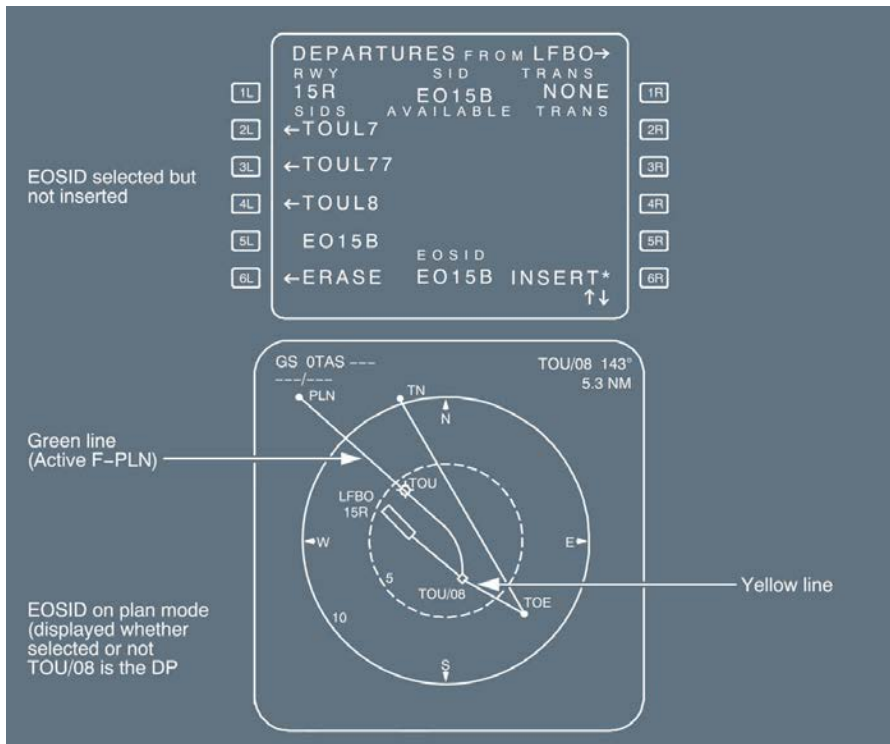 DEPARTURES FROM LFBO→
RWY SID TRANS
1L 15R EO15B NONE 1R
SIDS AVAILABLE TRANS
2L ←TOUL7 2R
3L ←TOUL77 3R
EOSID selected but
not inserted
4L ←TOUL8 4R
5L EO15B 5R
EOSID
6L ←ERASE EO15B INSERT* 6R
↑↓
GS 0TAS ---
---/---
TOU/08 143°
5.3 NM
PLN
TN
N
Green line
(Active F-PLN)
TOU
LFBO
15R
W
E
5
TOU/08
Yellow line
TOE
10
S
EOSID on plan mode
(displayed whether
selected or not
TOU/08 is the DP